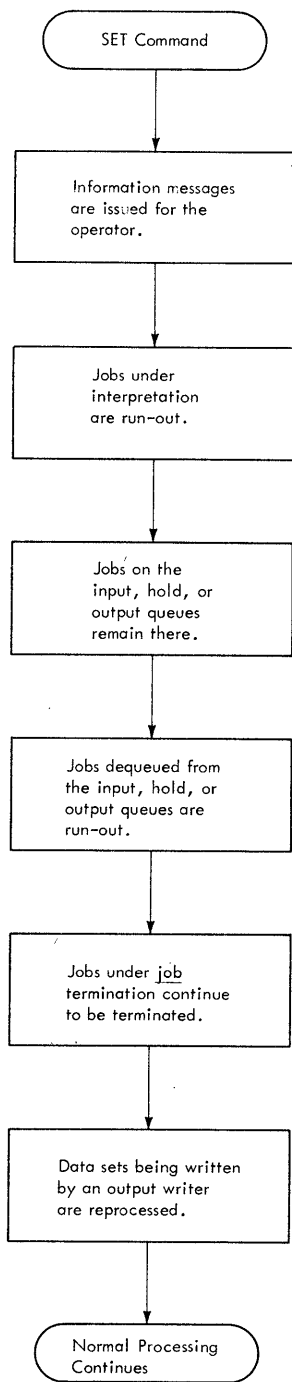 SET Command
Information messages
are issued for the
operator.
Jobs under
interpretation
are run-out.
Jobs on the
input, hold, or
output queues
remain there.
Jobs dequeued from
the input, hold, or
output queues are
run-out.
Jobs under job
termination continue
to be terminated.
Data sets being written
by an output writer
are reprocessed.
Normal Processing
Continues